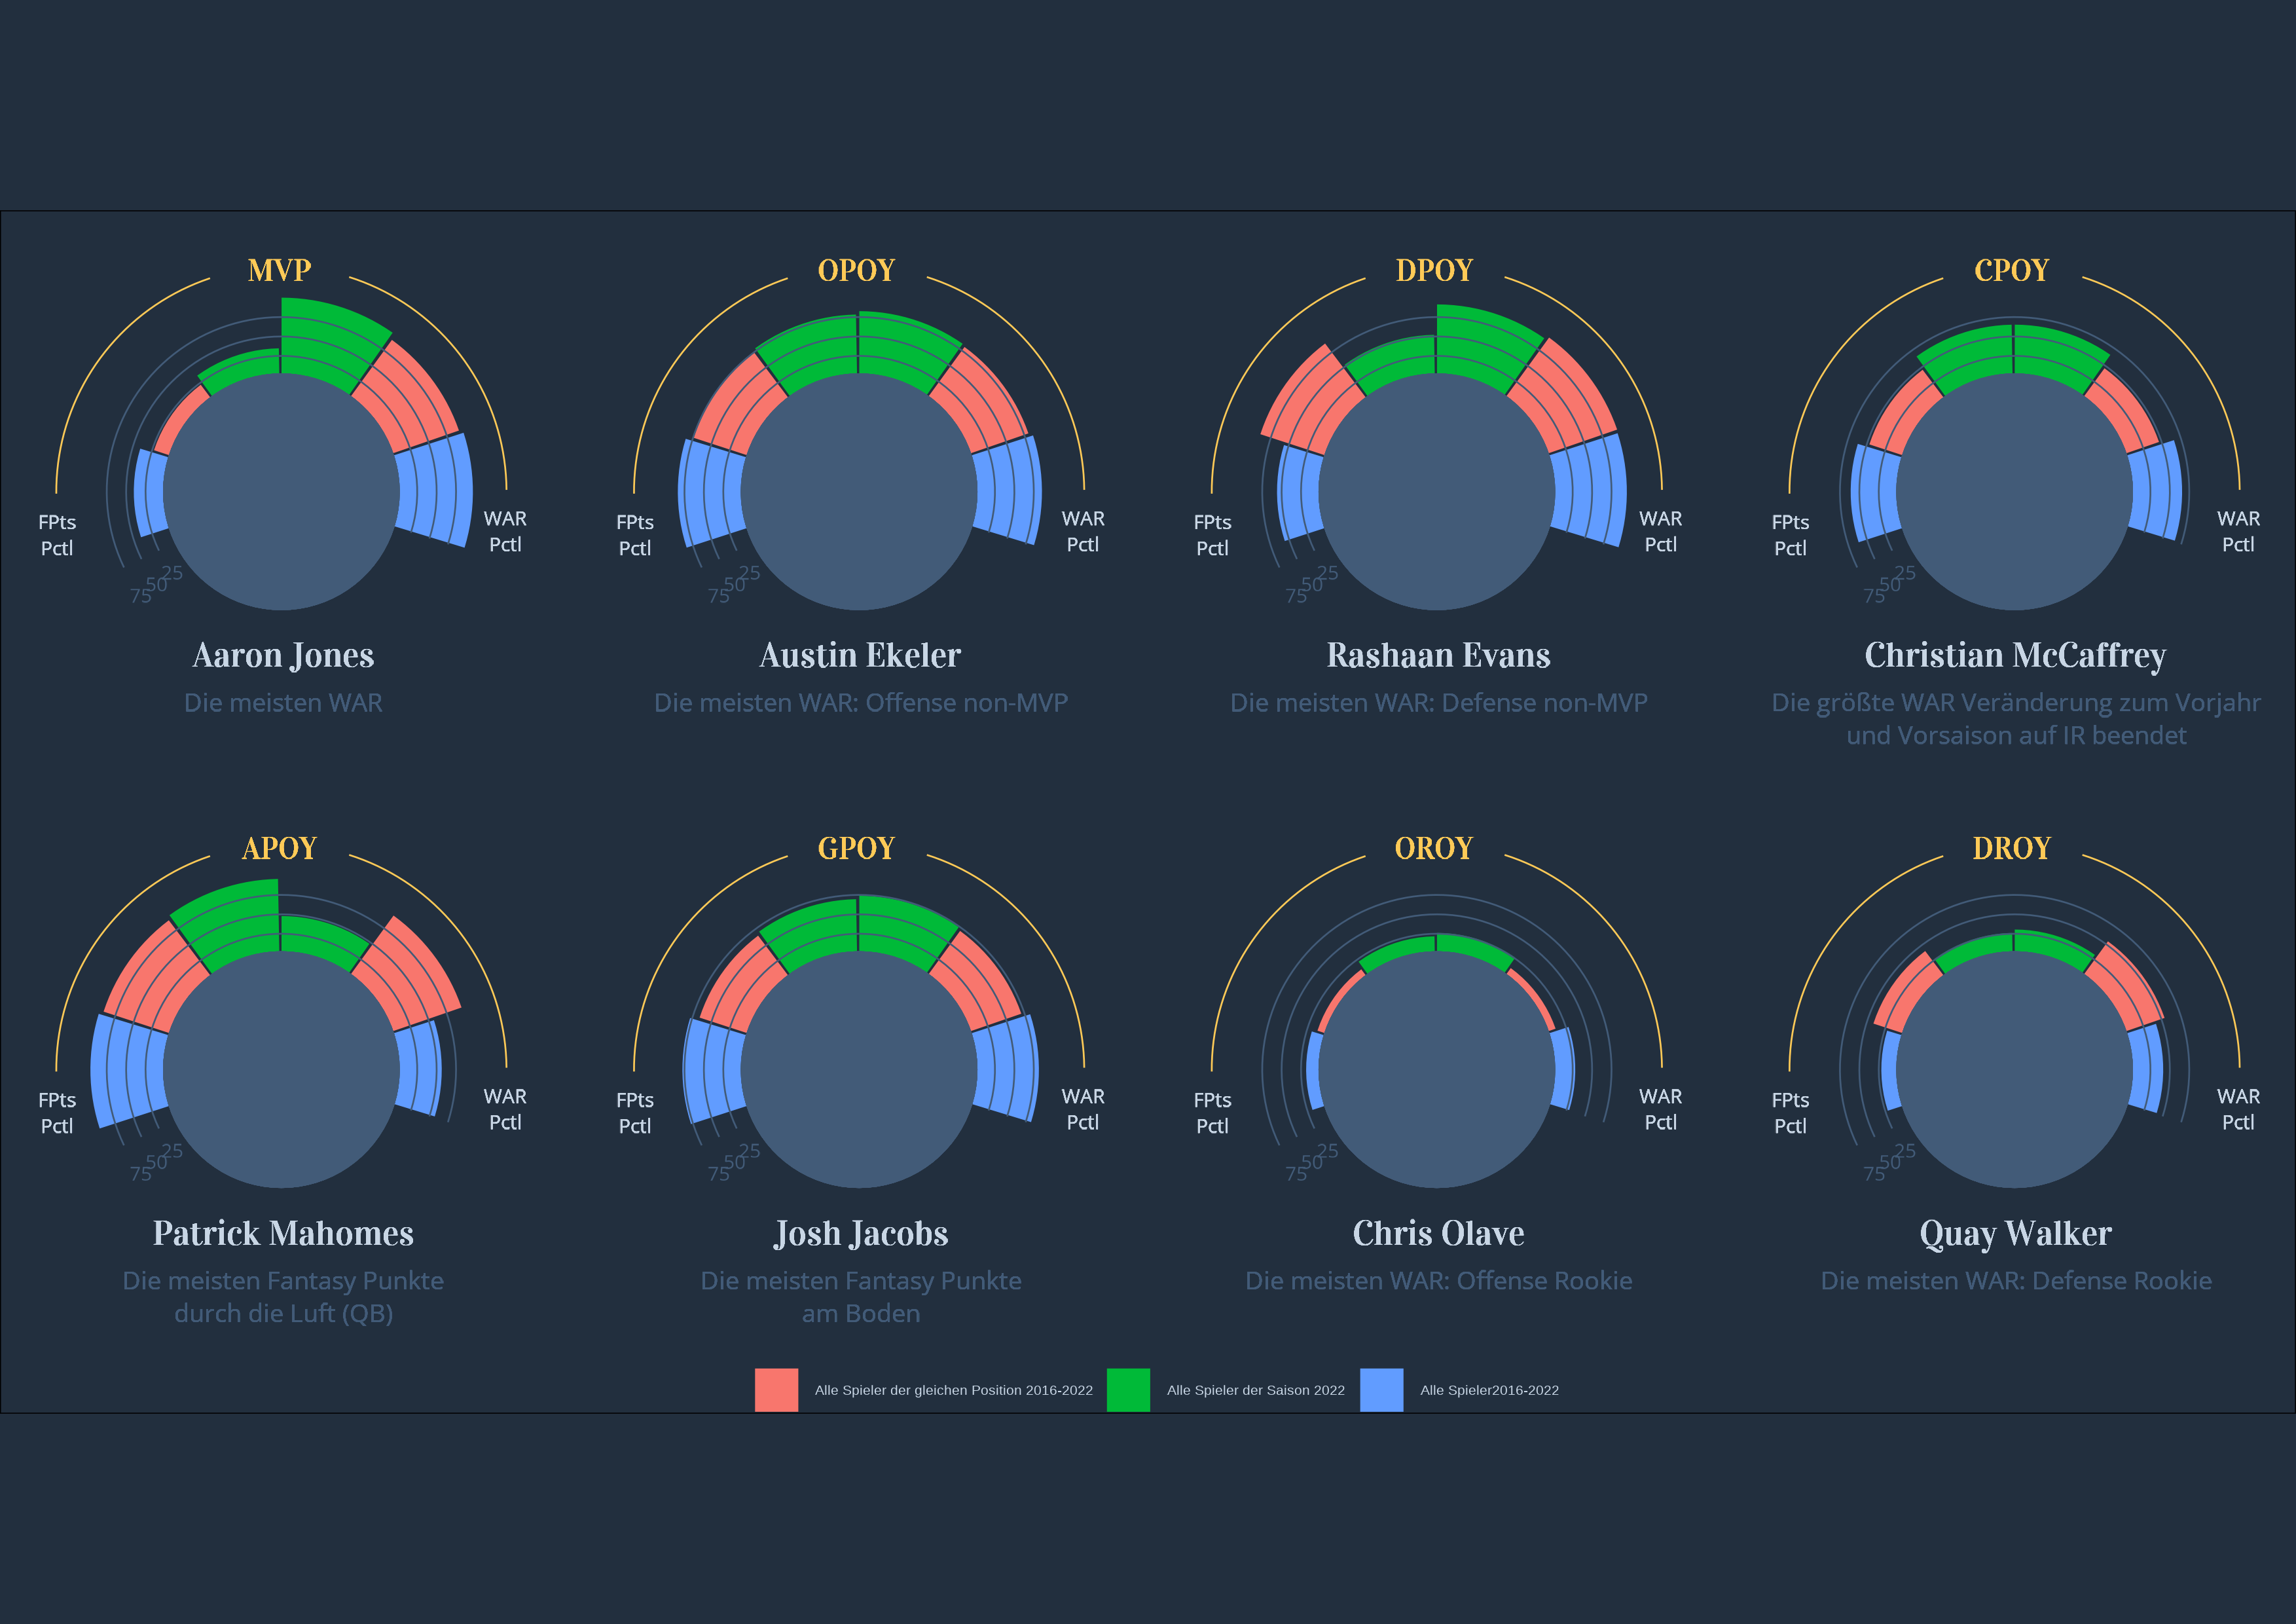 MVP
FPts
Pctl
WAR
Pctl
25
50
75
Aaron Jones
Die meisten WAR
OPOY
FPts
Pctl
WAR
Pctl
25
50
75
Austin Ekeler
Die meisten WAR: Offense non-MVP
DPOY
FPts
Pctl
WAR
Pctl
25
50
75
Rashaan Evans
Die meisten WAR: Defense non-MVP
CPOY
FPts
Pctl
WAR
Pctl
25
50
75
Christian McCaffrey
Die größte WAR Veränderung zum Vorjahr
und Vorsaison auf IR beendet
APOY
FPts
Pctl
WAR
Pctl
25
50
75
Patrick Mahomes
Die meisten Fantasy Punkte
durch die Luft (QB)
GPOY
FPts
Pctl
WAR
Pctl
25
50
75
Josh Jacobs
Die meisten Fantasy Punkte
am Boden
OROY
FPts
Pctl
WAR
Pctl
25
50
75
Chris Olave
Die meisten WAR: Offense Rookie
DROY
FPts
Pctl
WAR
Pctl
25
50
75
Quay Walker
Die meisten WAR: Defense Rookie
Alle Spieler der gleichen Position 2016-2022
Alle Spieler der Saison 2022
Alle Spieler2016-2022